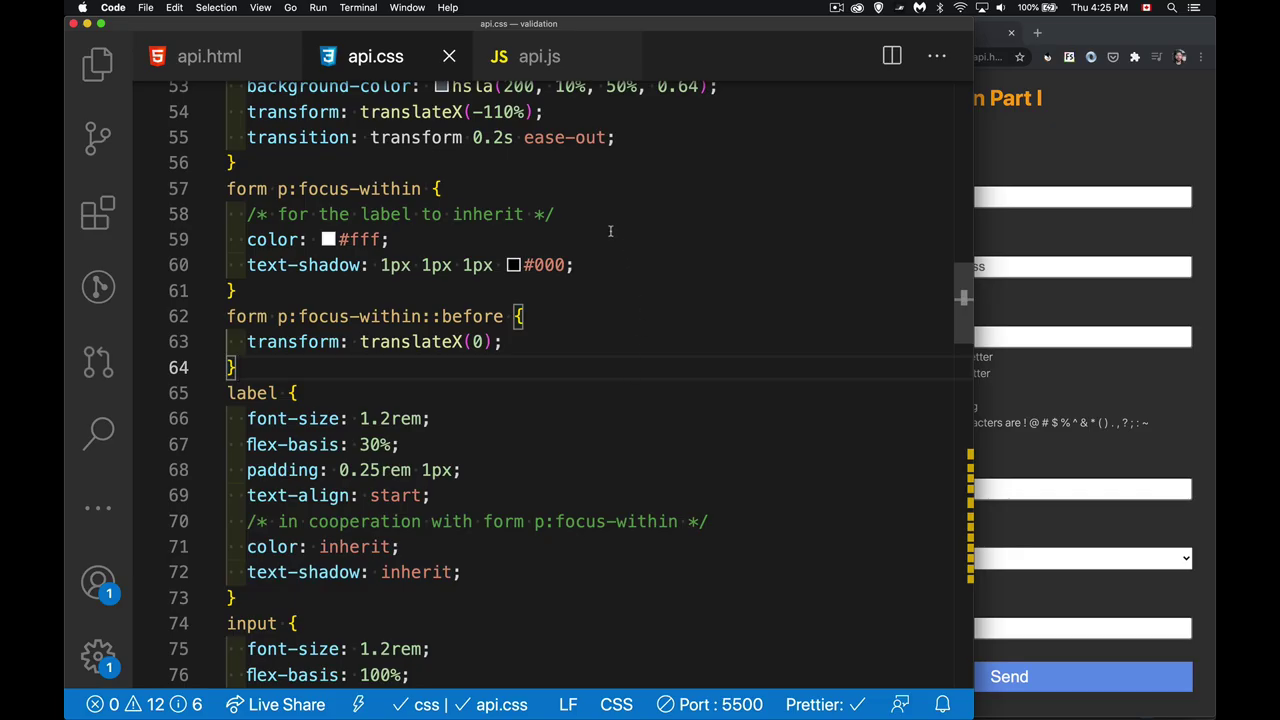 Code File Edit Selection View Go Run Terminal Window Help 100% Thu 4:25 PM
api.css — validation
api.html api.css JS api.js
53 background-color: hsla(200, 10%, 50%, 0.64);
54 transform: translateX(-110%);
55 transition: transform 0.2s ease-out;
56 }
57 form p:focus-within {
58 /* for the label to inherit */
59 color: #fff;
60 text-shadow: 1px 1px 1px #000;
61 }
62 form p:focus-within::before {
63 transform: translateX(0);
64 }
65 label {
66 font-size: 1.2rem;
67 flex-basis: 30%;
68 padding: 0.25rem 1px;
69 text-align: start;
70 /* in cooperation with form p:focus-within */
71 color: inherit;
72 text-shadow: inherit;
73 }
74 input {
75 font-size: 1.2rem;
76 flex-basis: 100%;
1
1
0 12 6 Live Share css | api.css LF CSS Port : 5500 Prettier:
api.h...
n Part I
ss
etter
etter
g
acters are ! @ # $ % ^ & * ( ) . , ? ; : ~
Send